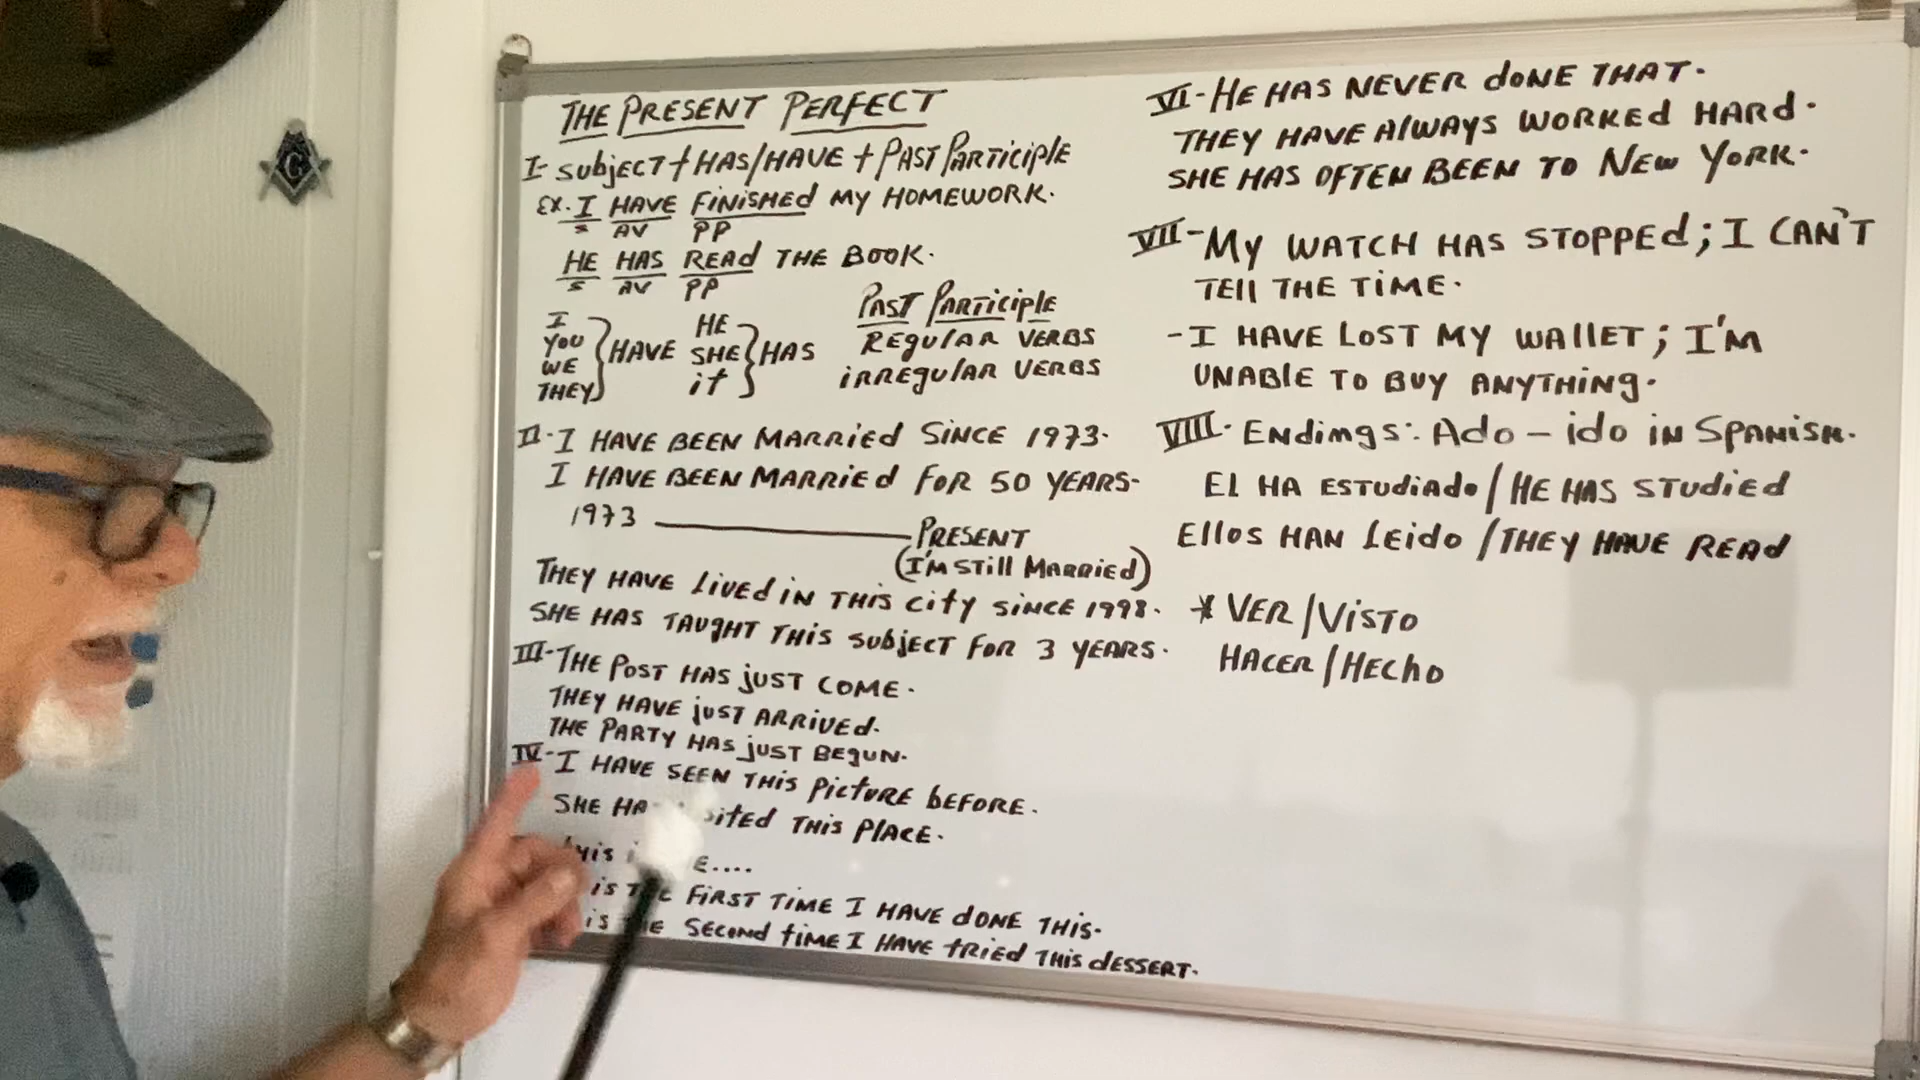 THE PRESENT PERFECT
I- SUBJECT + HAS/HAVE + PAST PARTICIPLE
EX. I HAVE FINISHED MY HOMEWORK.
S AV PP
HE HAS READ THE BOOK.
S AV PP
I
YOU
WE
THEY
HAVE
HE
SHE
IT
HAS
PAST PARTICIPLE
REGULAR VERBS
IRREGULAR VERBS
II- I HAVE BEEN MARRIED SINCE 1973.
I HAVE BEEN MARRIED FOR 50 YEARS-
1973 PRESENT
(I'M STILL MARRIED)
THEY HAVE LIVED IN THIS CITY SINCE 1998.
SHE HAS TAUGHT THIS SUBJECT FOR 3 YEARS.
III- THE POST HAS JUST COME.
THEY HAVE JUST ARRIVED.
THE PARTY HAS JUST BEGUN.
IV- I HAVE SEEN THIS PICTURE BEFORE.
SHE THIS PLACE.
IS FIRST TIME I HAVE DONE THIS.
IS SECOND TIME I HAVE TRIED THIS DESSERT.
VI- HE HAS NEVER DONE THAT.
THEY HAVE ALWAYS WORKED HARD.
SHE HAS OFTEN BEEN TO NEW YORK.
VII- MY WATCH HAS STOPPED; I CAN'T
TELL THE TIME.
-I HAVE LOST MY WALLET; I'M
UNABLE TO BUY ANYTHING.
VIII. ENDINGS: ADO - IDO IN SPANISH.
EL HA ESTUDIADO / HE HAS STUDIED
ELLOS HAN LEIDO / THEY HAVE READ
* VER / VISTO
HACER / HECHO
G